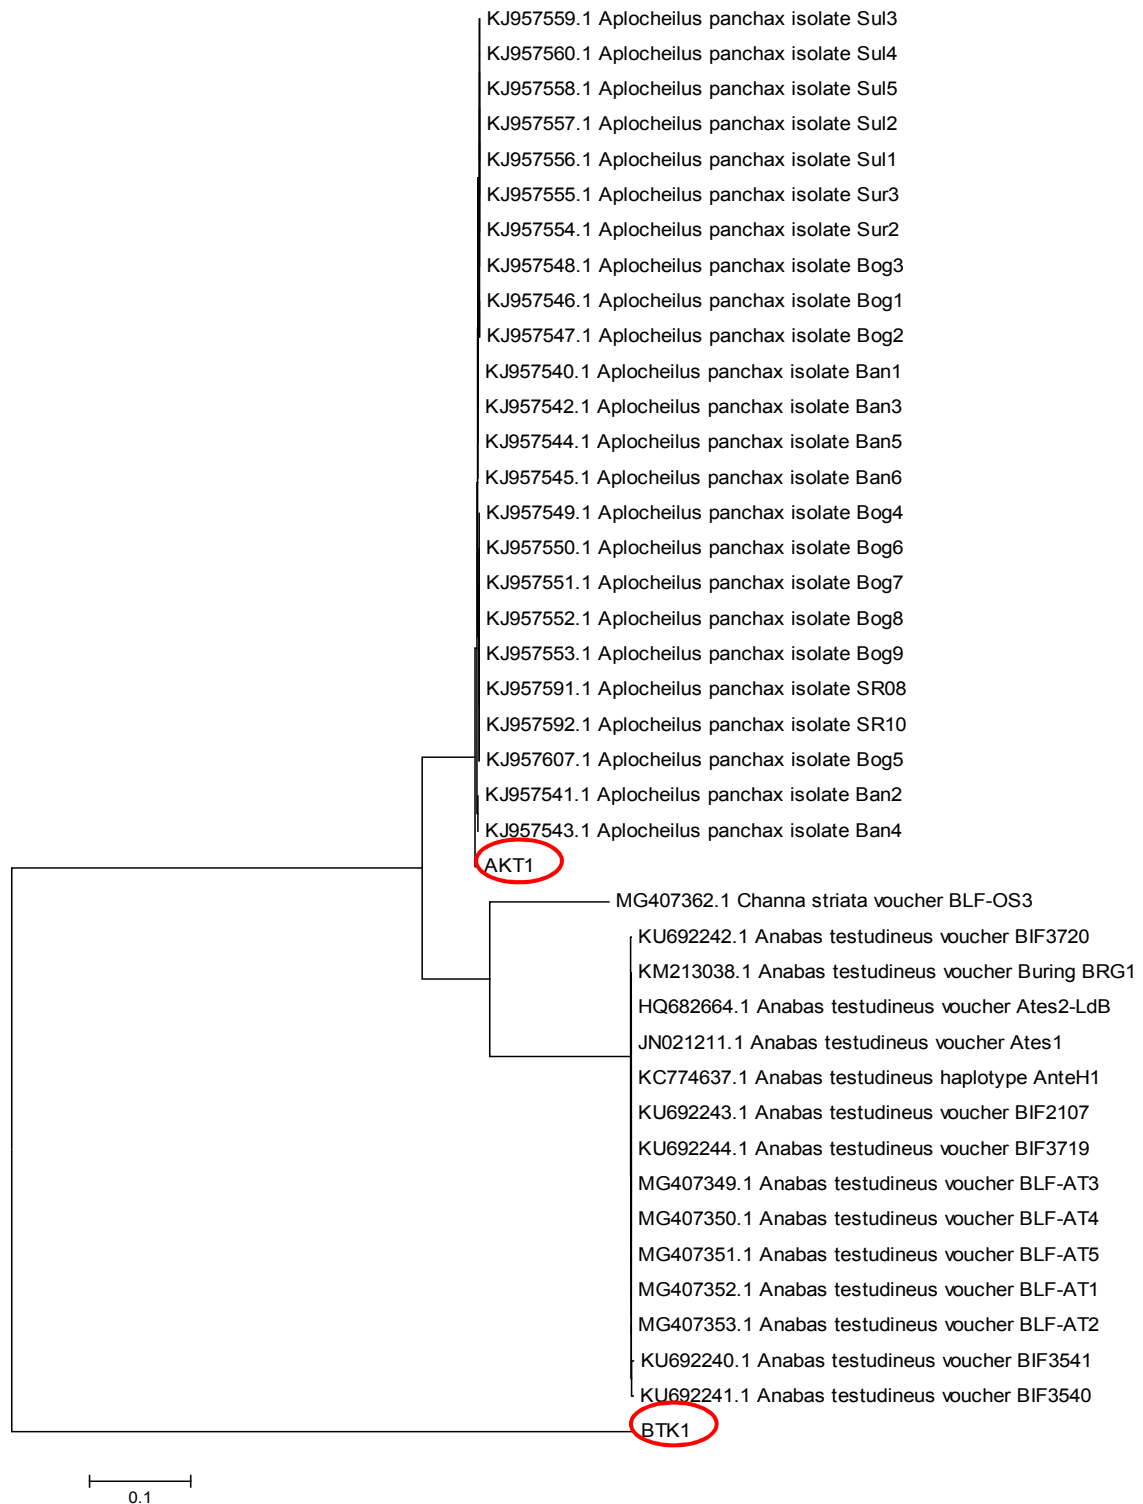 KJ957559.1 Aplocheilus panchax isolate Sul3
KJ957560.1 Aplocheilus panchax isolate Sul4
KJ957558.1 Aplocheilus panchax isolate Sul5
KJ957557.1 Aplocheilus panchax isolate Sul2
KJ957556.1 Aplocheilus panchax isolate Sul1
KJ957555.1 Aplocheilus panchax isolate Sur3
KJ957554.1 Aplocheilus panchax isolate Sur2
KJ957548.1 Aplocheilus panchax isolate Bog3
KJ957546.1 Aplocheilus panchax isolate Bog1
KJ957547.1 Aplocheilus panchax isolate Bog2
KJ957540.1 Aplocheilus panchax isolate Ban1
KJ957542.1 Aplocheilus panchax isolate Ban3
KJ957544.1 Aplocheilus panchax isolate Ban5
KJ957545.1 Aplocheilus panchax isolate Ban6
KJ957549.1 Aplocheilus panchax isolate Bog4
KJ957550.1 Aplocheilus panchax isolate Bog6
KJ957551.1 Aplocheilus panchax isolate Bog7
KJ957552.1 Aplocheilus panchax isolate Bog8
KJ957553.1 Aplocheilus panchax isolate Bog9
KJ957591.1 Aplocheilus panchax isolate SR08
KJ957592.1 Aplocheilus panchax isolate SR10
KJ957607.1 Aplocheilus panchax isolate Bog5
KJ957541.1 Aplocheilus panchax isolate Ban2
KJ957543.1 Aplocheilus panchax isolate Ban4
AKT1
MG407362.1 Channa striata voucher BLF-OS3
KU692242.1 Anabas testudineus voucher BIF3720
KM213038.1 Anabas testudineus voucher Buring BRG1
HQ682664.1 Anabas testudineus voucher Ates2-LdB
JN021211.1 Anabas testudineus voucher Ates1
KC774637.1 Anabas testudineus haplotype AnteH1
KU692243.1 Anabas testudineus voucher BIF2107
KU692244.1 Anabas testudineus voucher BIF3719
MG407349.1 Anabas testudineus voucher BLF-AT3
MG407350.1 Anabas testudineus voucher BLF-AT4
MG407351.1 Anabas testudineus voucher BLF-AT5
MG407352.1 Anabas testudineus voucher BLF-AT1
MG407353.1 Anabas testudineus voucher BLF-AT2
KU692240.1 Anabas testudineus voucher BIF3541
KU692241.1 Anabas testudineus voucher BIF3540
BTK1
0.1